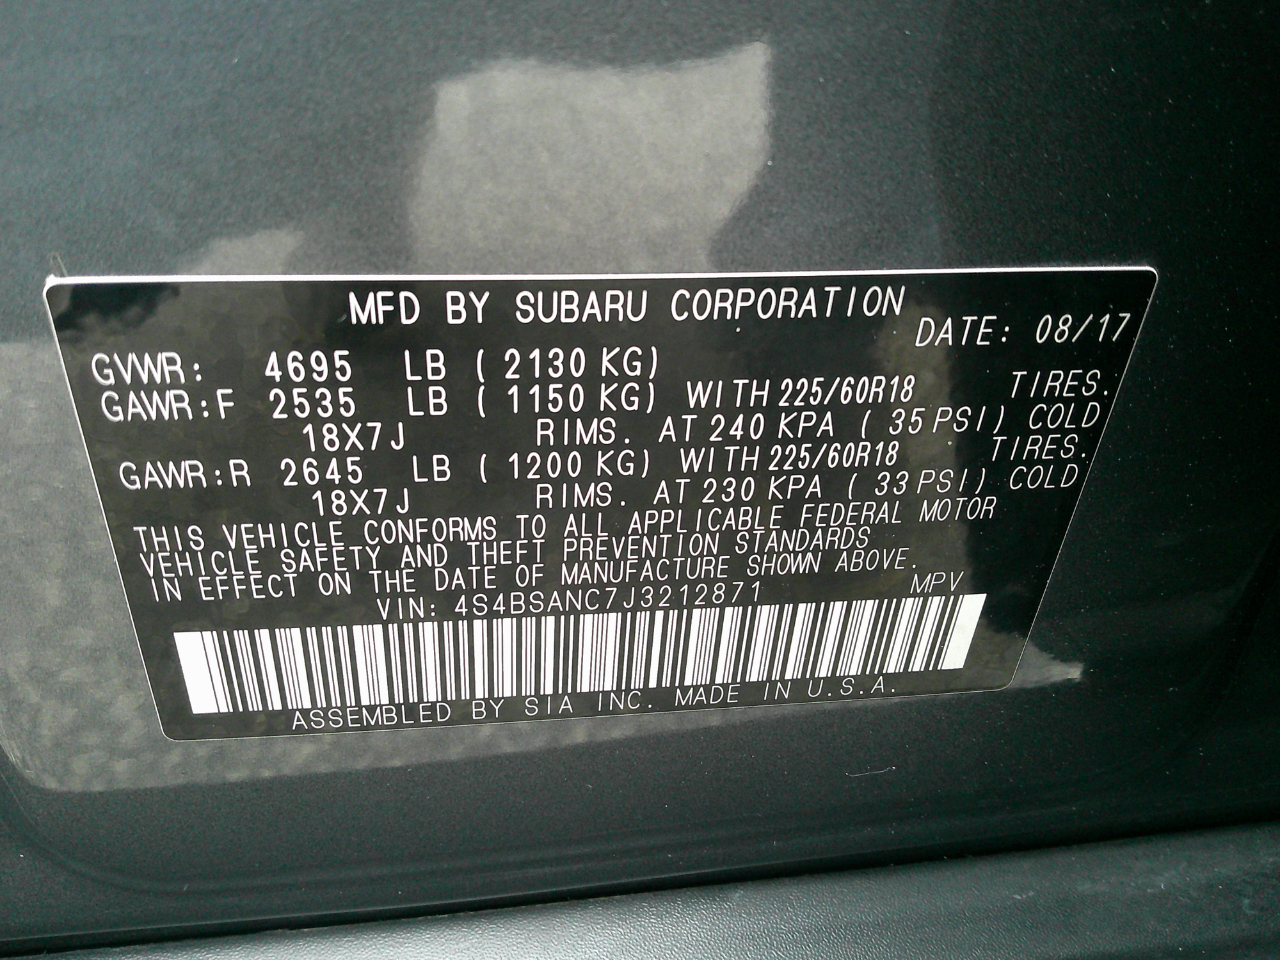 MFD BY SUBARU CORPORATION
DATE: 08/17
GVWR: 4695 LB ( 2130 KG)
GAWR:F 2535 LB ( 1150 KG) WITH 225/60R18 TIRES.
18X7J RIMS. AT 240 KPA ( 35 PSI) COLD
GAWR:R 2645 LB ( 1200 KG) WITH 225/60R18 TIRES.
18X7J RIMS. AT 230 KPA ( 33 PSI) COLD
THIS VEHICLE CONFORMS TO ALL APPLICABLE FEDERAL MOTOR
VEHICLE SAFETY AND THEFT PREVENTION STANDARDS
IN EFFECT ON THE DATE OF MANUFACTURE SHOWN ABOVE.
VIN: 4S4BSANC7J3212871 MPV
ASSEMBLED BY SIA INC. MADE IN U.S.A.